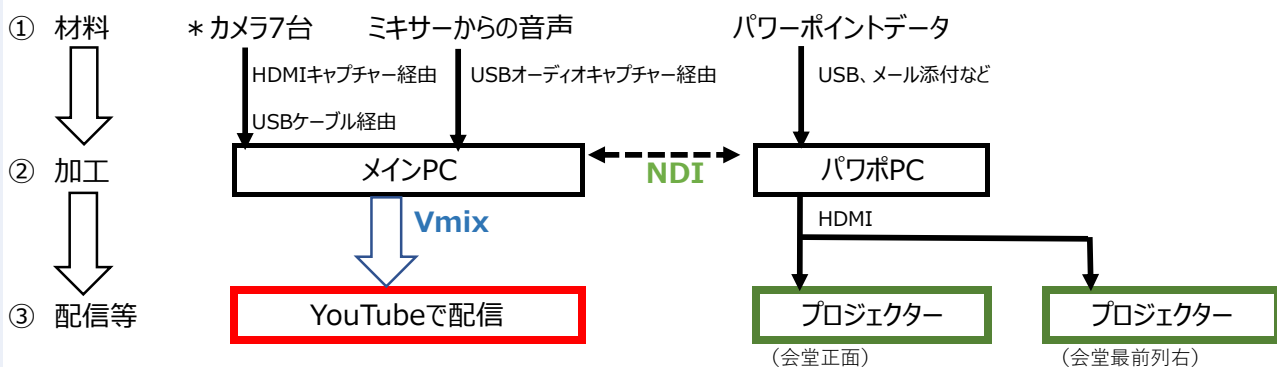 ① 材料 ＊カメラ7台 ミキサーからの音声 パワーポイントデータ
HDMIキャプチャー経由 USBオーディオキャプチャー経由 USB、メール添付など
USBケーブル経由
② 加工 メインPC NDI パワポPC
Vmix HDMI
③ 配信等 YouTubeで配信 プロジェクター プロジェクター
（会堂正面） （会堂最前列右）